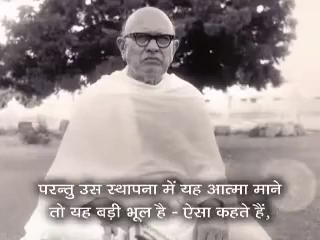 परन्तु उस स्थापना में यह आत्मा माने
तो यह बड़ी भूल है - ऐसा कहते हैं,